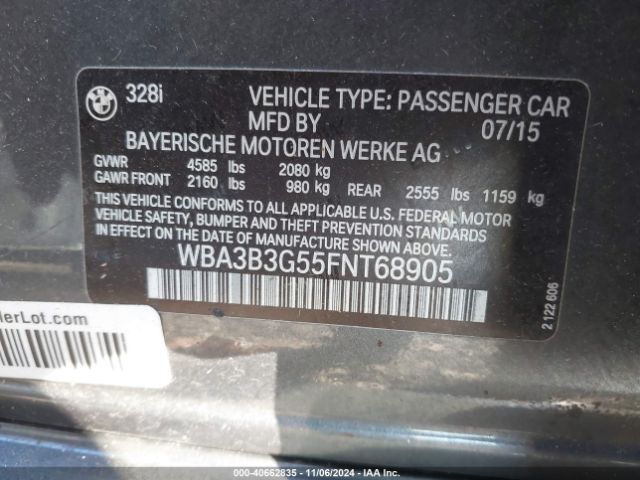 328i VEHICLE TYPE: PASSENGER CAR
MFD BY 07/15
BAYERISCHE MOTOREN WERKE AG
GVWR 4585 lbs 2080 kg
GAWR FRONT 2160 lbs 980 kg REAR 2555 lbs 1159 kg
THIS VEHICLE CONFORMS TO ALL APPLICABLE U.S. FEDERAL MOTOR
VEHICLE SAFETY, BUMPER AND THEFT PREVENTION STANDARDS
IN EFFECT ON THE DATE OF MANUFACTURE SHOWN ABOVE.
WBA3B3G55FNT68905
2 122 606
lerLot.com
000-40662835 - 11/06/2024 - IAA Inc.